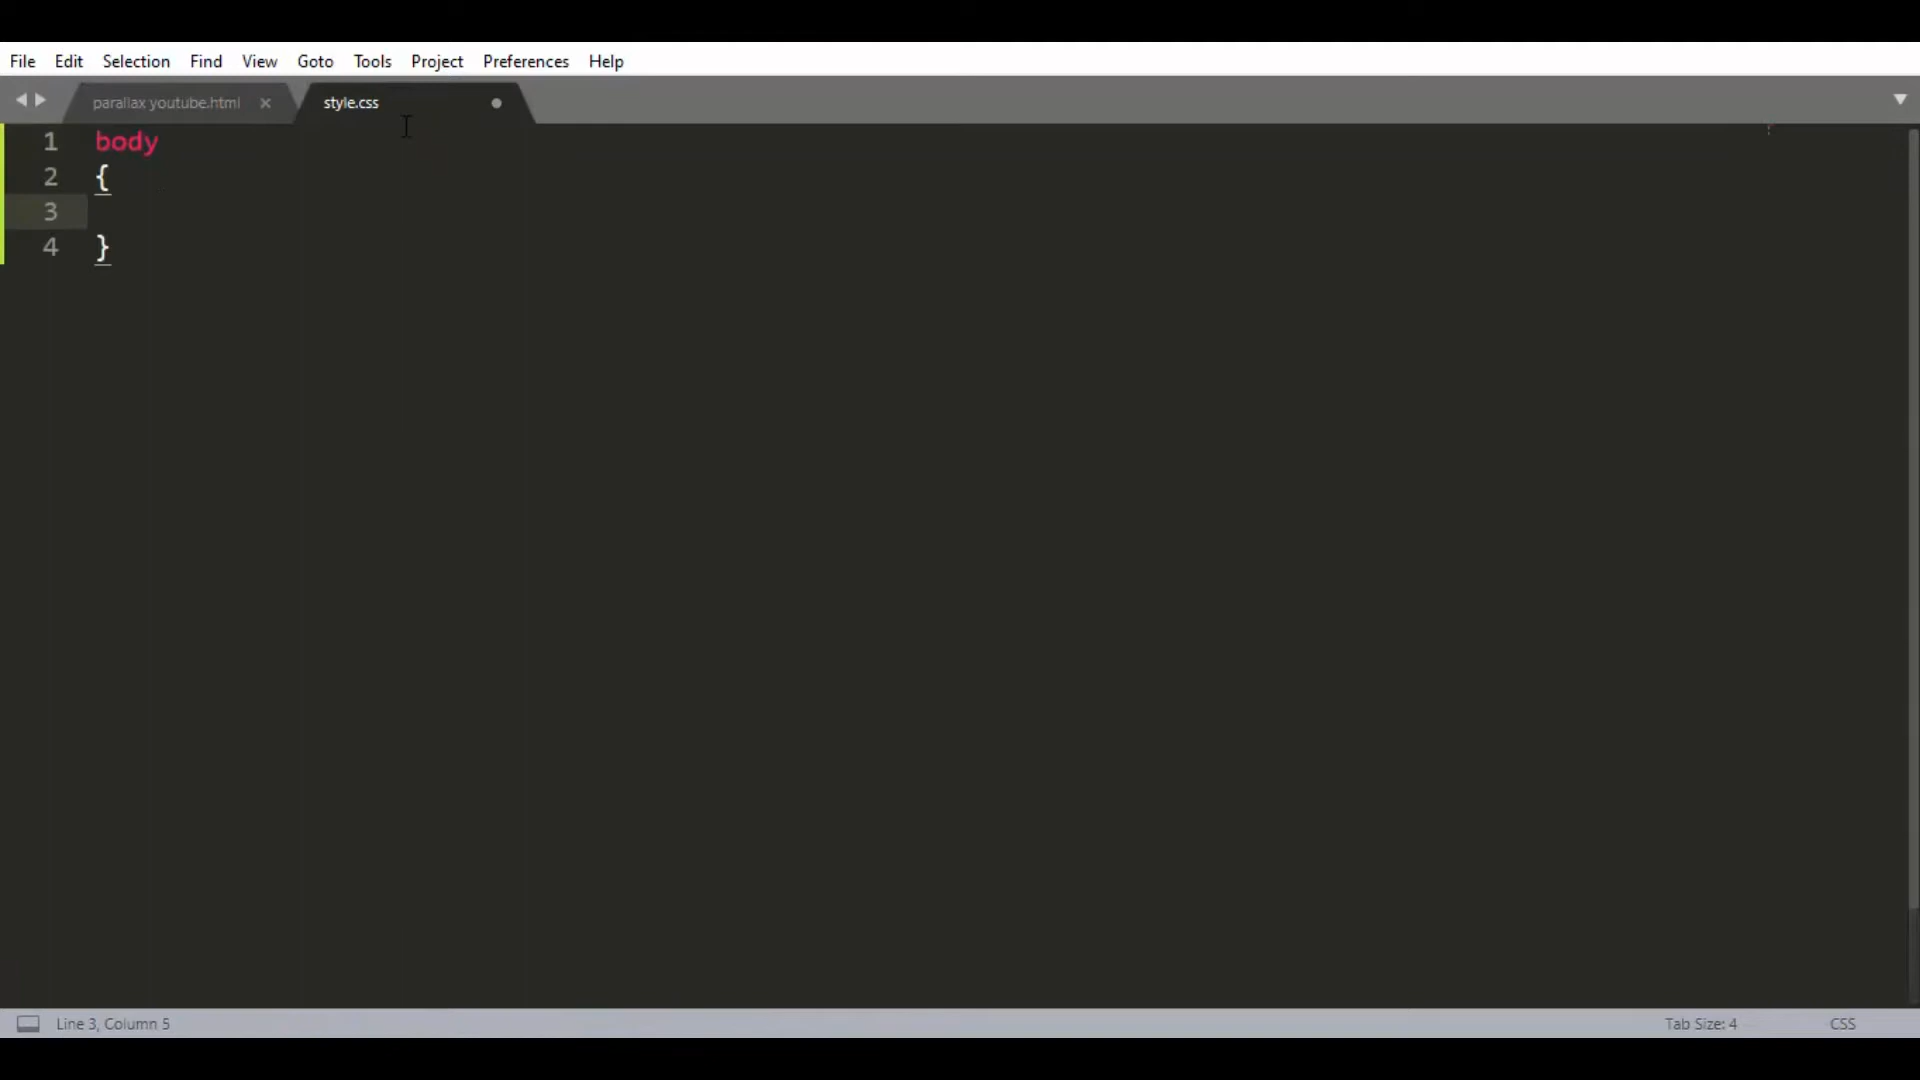 File Edit Selection Find View Goto Tools Project Preferences Help
parallax youtube.html style.css
1 body
2 {
3
4 }
Line 3, Column 5 Tab Size: 4 CSS